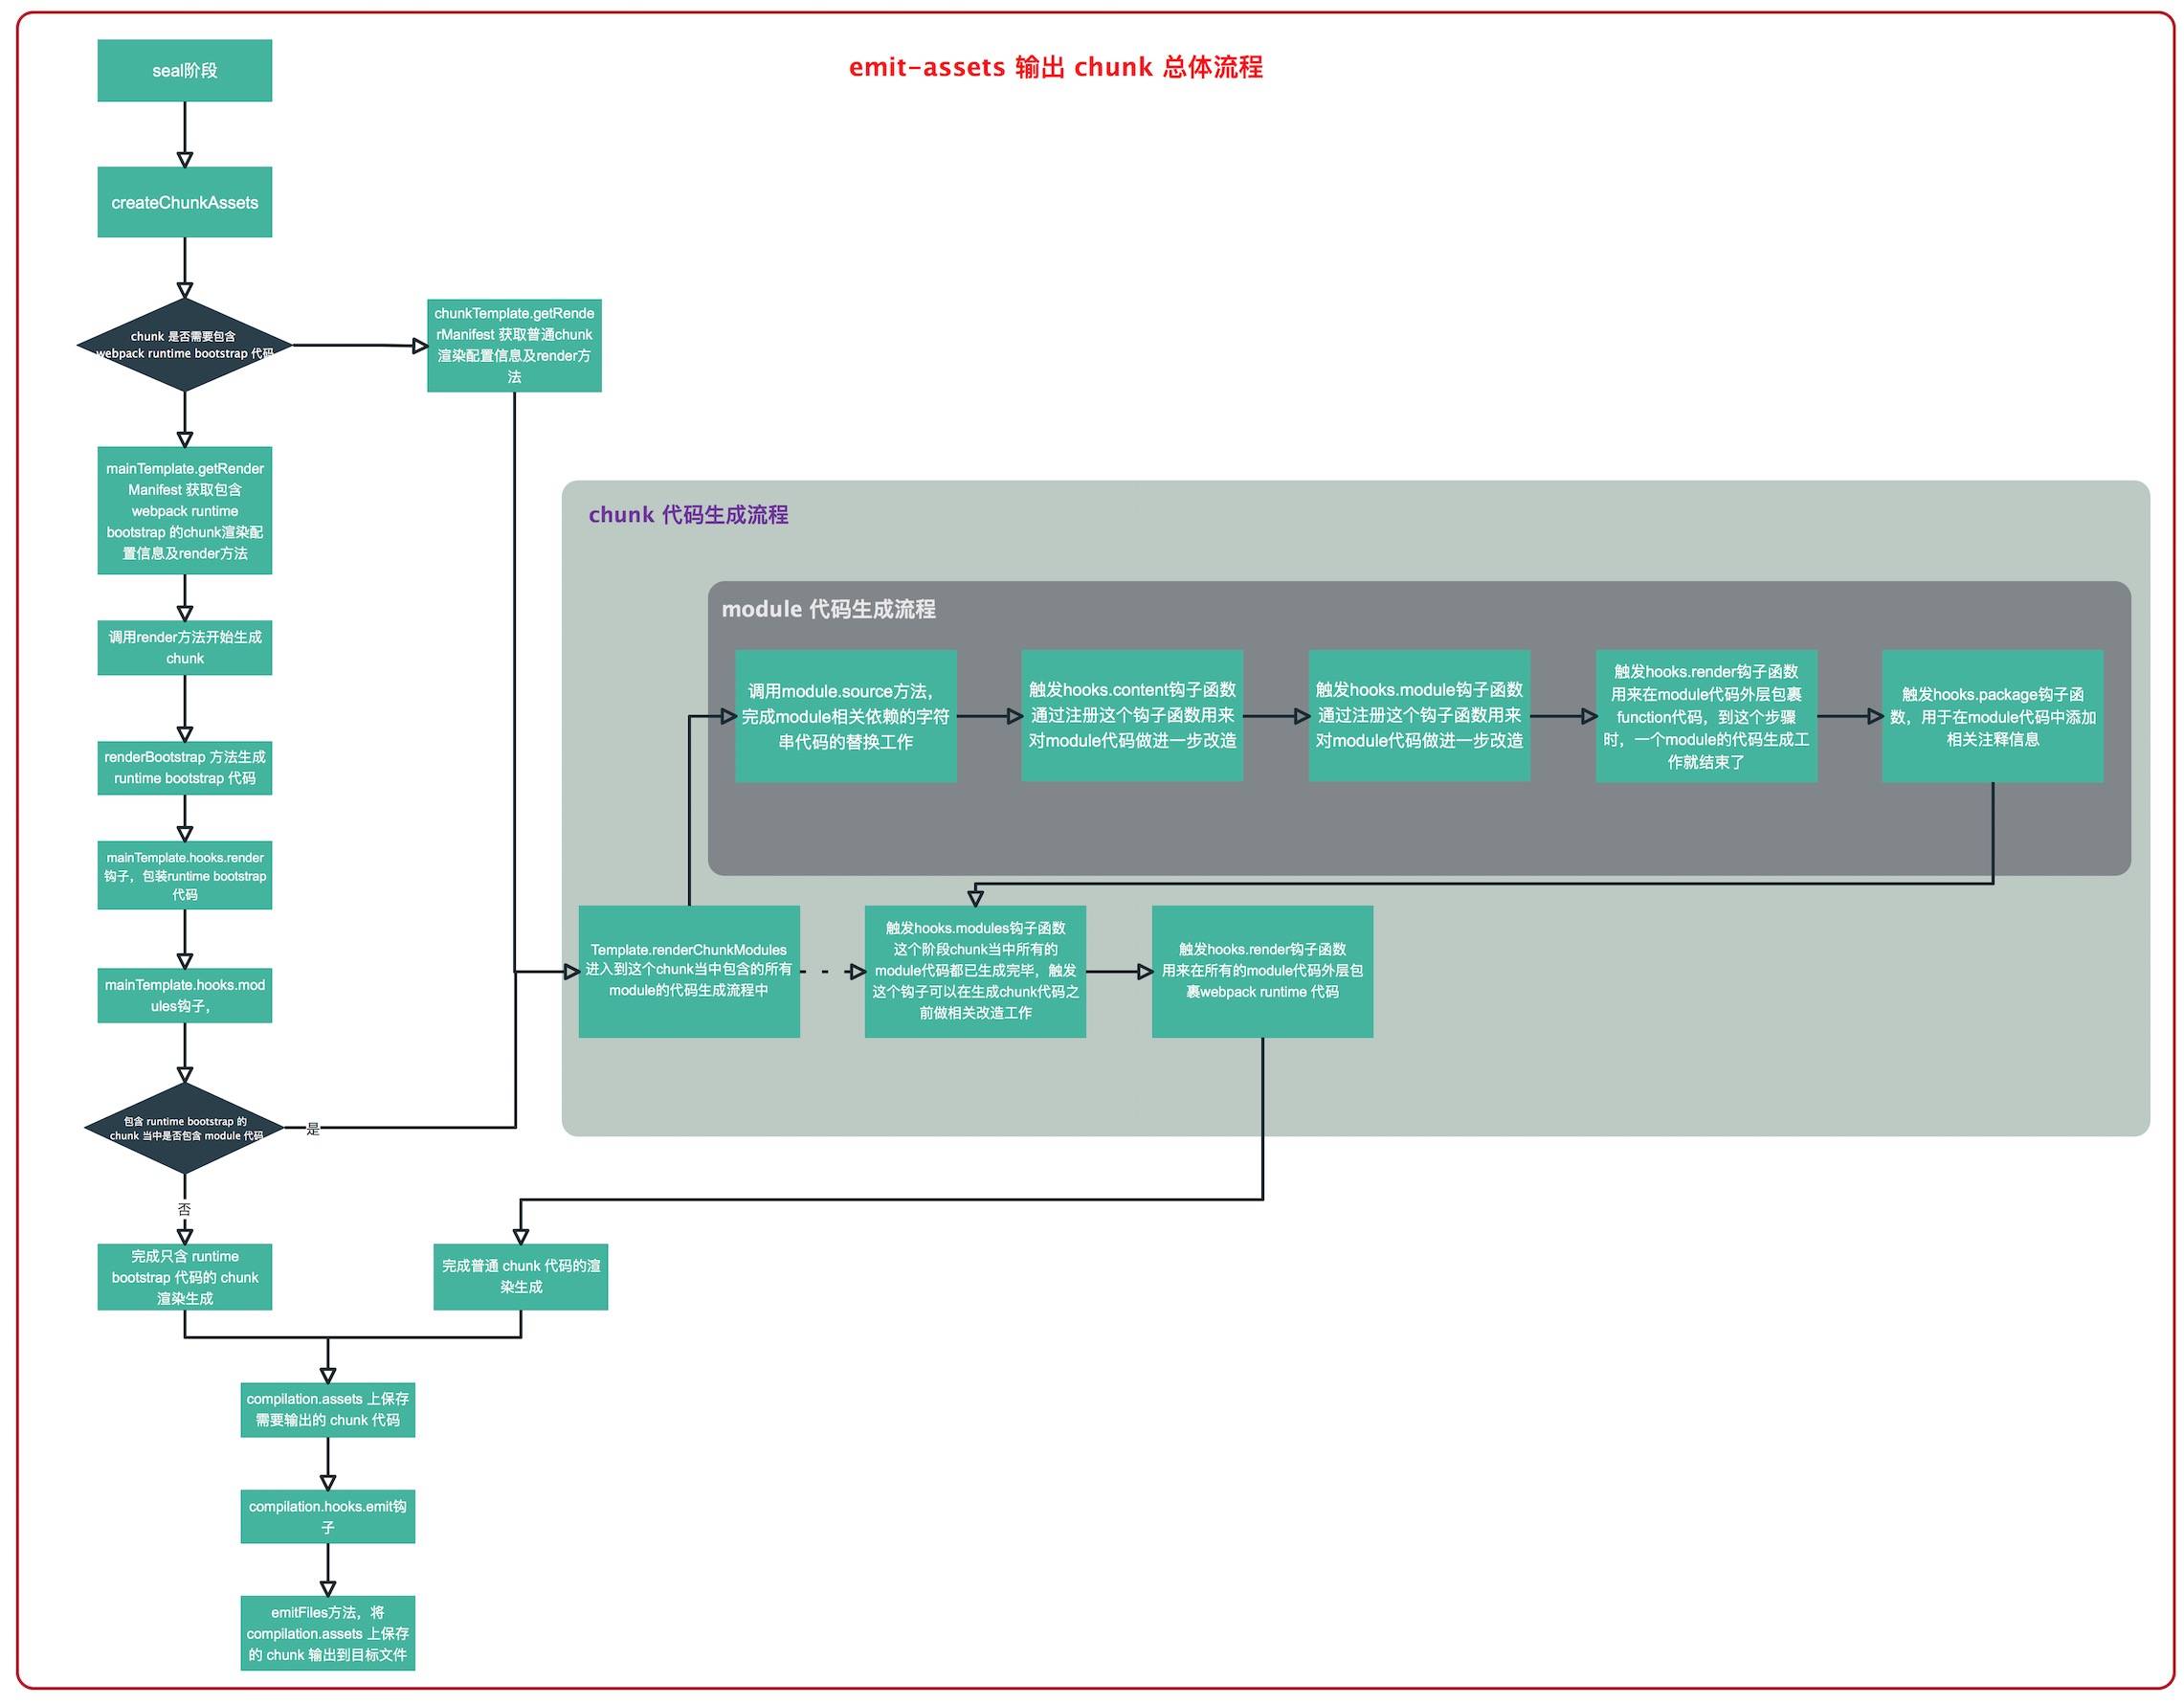 emit-assets 输出 chunk 总体流程
seal阶段
createChunkAssets
chunk 是否需要包含
webpack runtime bootstrap 代码
chunkTemplate.getRende
rManifest 获取普通chunk
渲染配置信息及render方
法
mainTemplate.getRender
Manifest 获取包含
webpack runtime
bootstrap 的chunk渲染配
置信息及render方法
调用render方法开始生成
chunk
renderBootstrap 方法生成
runtime bootstrap 代码
mainTemplate.hooks.render
钩子，包装runtime bootstrap
代码
mainTemplate.hooks.mod
ules钩子，
包含 runtime bootstrap 的
chunk 当中是否包含 module 代码
是
否
chunk 代码生成流程
module 代码生成流程
调用module.source方法，
完成module相关依赖的字符
串代码的替换工作
触发hooks.content钩子函数
通过注册这个钩子函数用来
对module代码做进一步改造
触发hooks.module钩子函数
通过注册这个钩子函数用来
对module代码做进一步改造
触发hooks.render钩子函数
用来在module代码外层包裹
function代码，到这个步骤
时，一个module的代码生成工
作就结束了
触发hooks.package钩子函
数，用于在module代码中添加
相关注释信息
Template.renderChunkModules
进入到这个chunk当中包含的所有
module的代码生成流程中
触发hooks.modules钩子函数
这个阶段chunk当中所有的
module代码都已生成完毕，触发
这个钩子可以在生成chunk代码之
前做相关改造工作
触发hooks.render钩子函数
用来在所有的module代码外层包
裹webpack runtime 代码
完成只含 runtime
bootstrap 代码的 chunk
渲染生成
完成普通 chunk 代码的渲
染生成
compilation.assets 上保存
需要输出的 chunk 代码
compilation.hooks.emit钩
子
emitFiles方法，将
compilation.assets 上保存
的 chunk 输出到目标文件